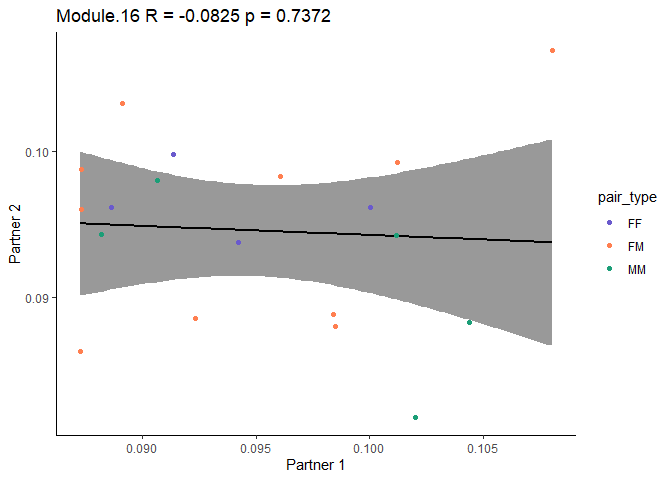 Module.16 R = -0.0825 p = 0.7372
0.10
0.09
Partner 2
0.090
0.095
0.100
0.105
Partner 1
pair_type
FF
FM
MM